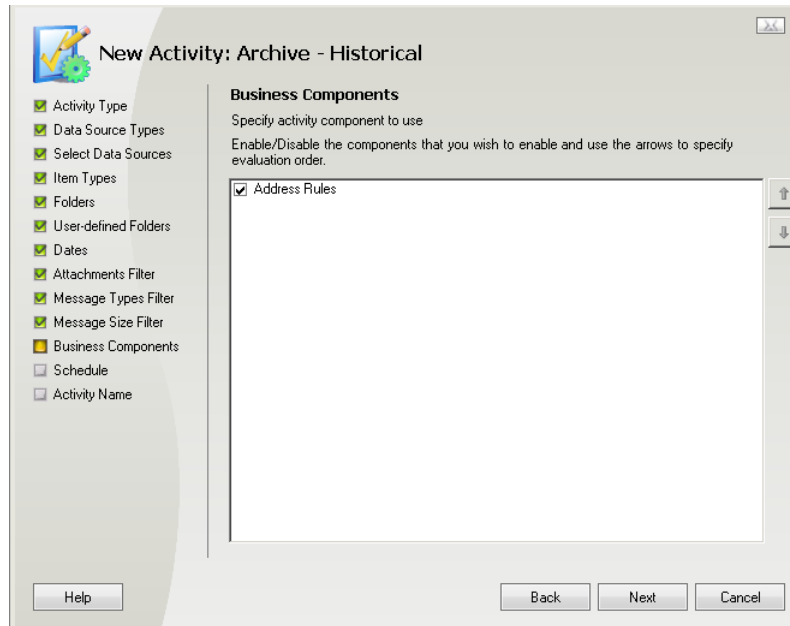 New Activity: Archive - Historical
Activity Type
Data Source Types
Select Data Sources
Item Types
Folders
User-defined Folders
Dates
Attachments Filter
Message Types Filter
Message Size Filter
Business Components
Schedule
Activity Name
Business Components
Specify activity component to use
Enable/Disable the components that you wish to enable and use the arrows to specify
evaluation order.
Address Rules
Help
Back
Next
Cancel